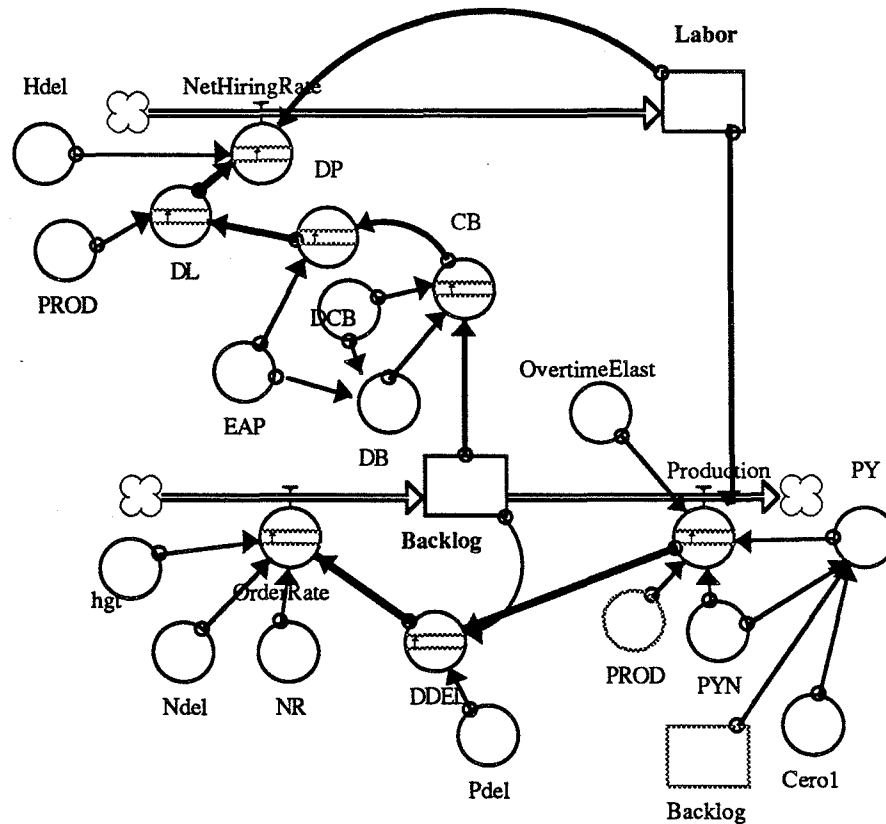 Labor
Hdel
NetHiringRate
DP
CB
PROD
DL
DCB
OvertimeElast
EAP
DB
Production
PY
Backlog
hgt
OrderRate
Ndel
NR
DDEL
PROD
PYN
Pdel
Backlog
Cero1